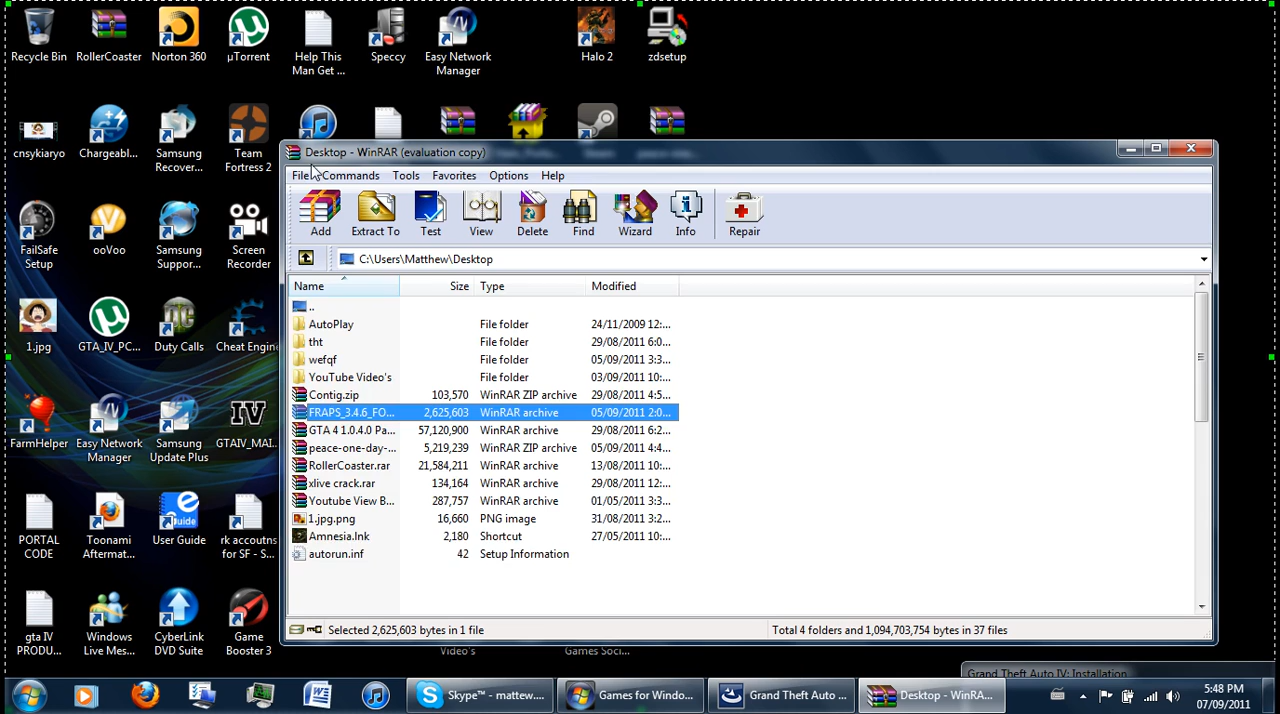 Recycle Bin
RollerCoaster
Norton 360
µTorrent
Help This
Man Get ...
Speccy
Easy Network
Manager
Halo 2
zdsetup
cnsykiaryo
Chargeabl...
Samsung
Recover...
Team
Fortress 2
FailSafe
Setup
ooVoo
Samsung
Suppor...
Screen
Recorder
1.jpg
GTA_IV_PC...
Duty Calls
Cheat Engin
FarmHelper
Easy Network
Manager
Samsung
Update Plus
IV
GTAIV_MAI.
PORTAL
CODE
Toonami
Aftermat...
User Guide
rk accoutns
for SF - S...
gta IV
PRODU...
Windows
Live Mes...
CyberLink
DVD Suite
Game
Booster 3
Desktop - WinRAR (evaluation copy)
File Commands Tools Favorites Options Help
Add Extract To Test View Delete Find Wizard Info Repair
C:\Users\Matthew\Desktop
Name Size Type Modified
..
AutoPlay File folder 24/11/2009 12:...
tht File folder 29/08/2011 6:0...
wefqf File folder 05/09/2011 3:3...
YouTube Video's File folder 03/09/2011 10:...
Contig.zip 103,570 WinRAR ZIP archive 29/08/2011 4:5...
FRAPS_3.4.6_FO... 2,625,603 WinRAR archive 05/09/2011 2:0...
GTA 4 1.0.4.0 Pa... 57,120,900 WinRAR archive 29/08/2011 6:2...
peace-one-day-... 5,219,239 WinRAR ZIP archive 05/09/2011 4:4...
RollerCoaster.rar 21,584,211 WinRAR archive 13/08/2011 10:...
xlive crack.rar 134,164 WinRAR archive 29/08/2011 12:...
Youtube View B... 287,757 WinRAR archive 01/05/2011 3:3...
1.jpg.png 16,660 PNG image 31/08/2011 3:2...
Amnesia.lnk 2,180 Shortcut 27/05/2011 10:...
autorun.inf 42 Setup Information
Selected 2,625,603 bytes in 1 file
Total 4 folders and 1,094,703,754 bytes in 37 files
Video's
Games Soci...
Grand Theft Auto IV: Installation
Skype™ - mattew....
Games for Windo...
Grand Theft Auto ...
Desktop - WinRA...
5:48 PM
07/09/2011